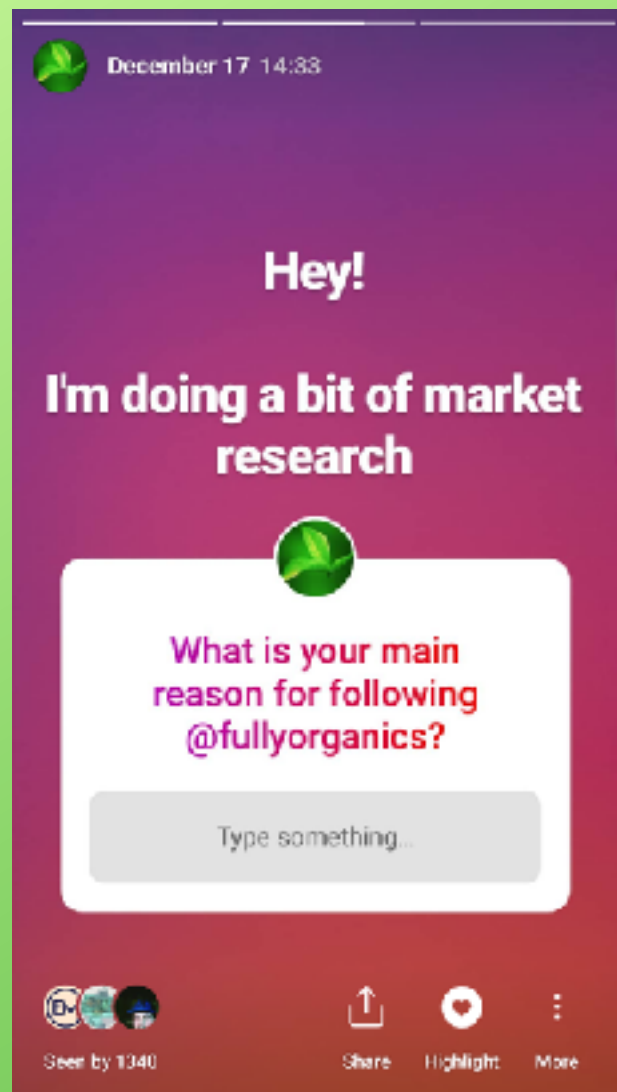 December 17 14:33
Hey!
I'm doing a bit of market
research
What is your main
reason for following
@fullyorganics?
Type something...
Seen by 1340
Share
Highlight
More